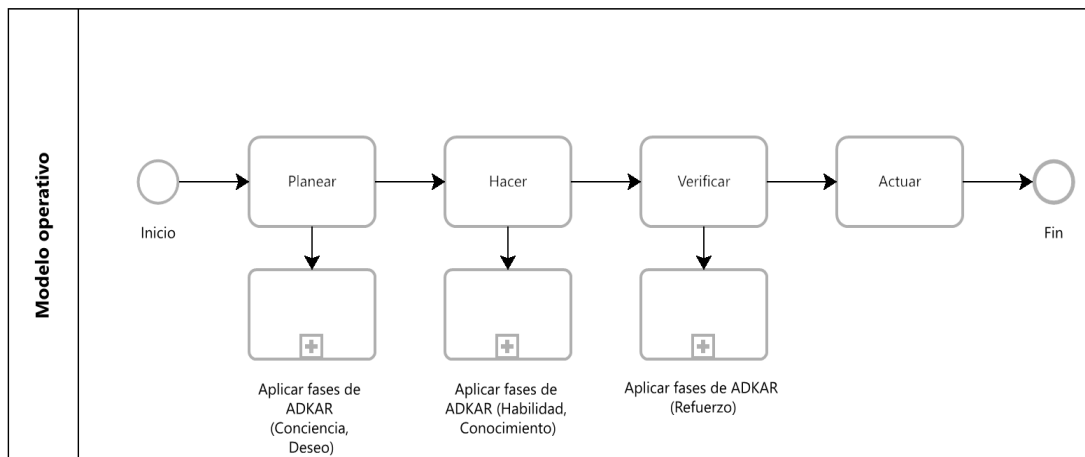 Modelo operativo
Inicio
Planear
Hacer
Verificar
Actuar
Fin
Aplicar fases de
ADKAR
(Conciencia,
Deseo)
Aplicar fases de
ADKAR (Habilidad,
Conocimiento)
Aplicar fases de ADKAR
(Refuerzo)